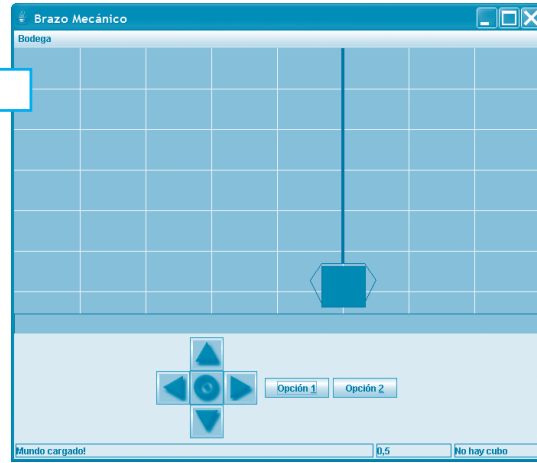 Brazo Mecánico
Bodega
Opción 1
Opción 2
Mundo cargado!
0,5
No hay cubo